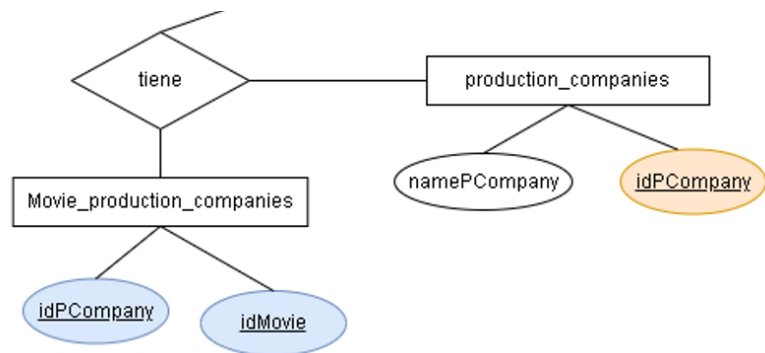 tiene
production_companies
namePCompany
idPCompany
Movie_production_companies
idPCompany
idMovie